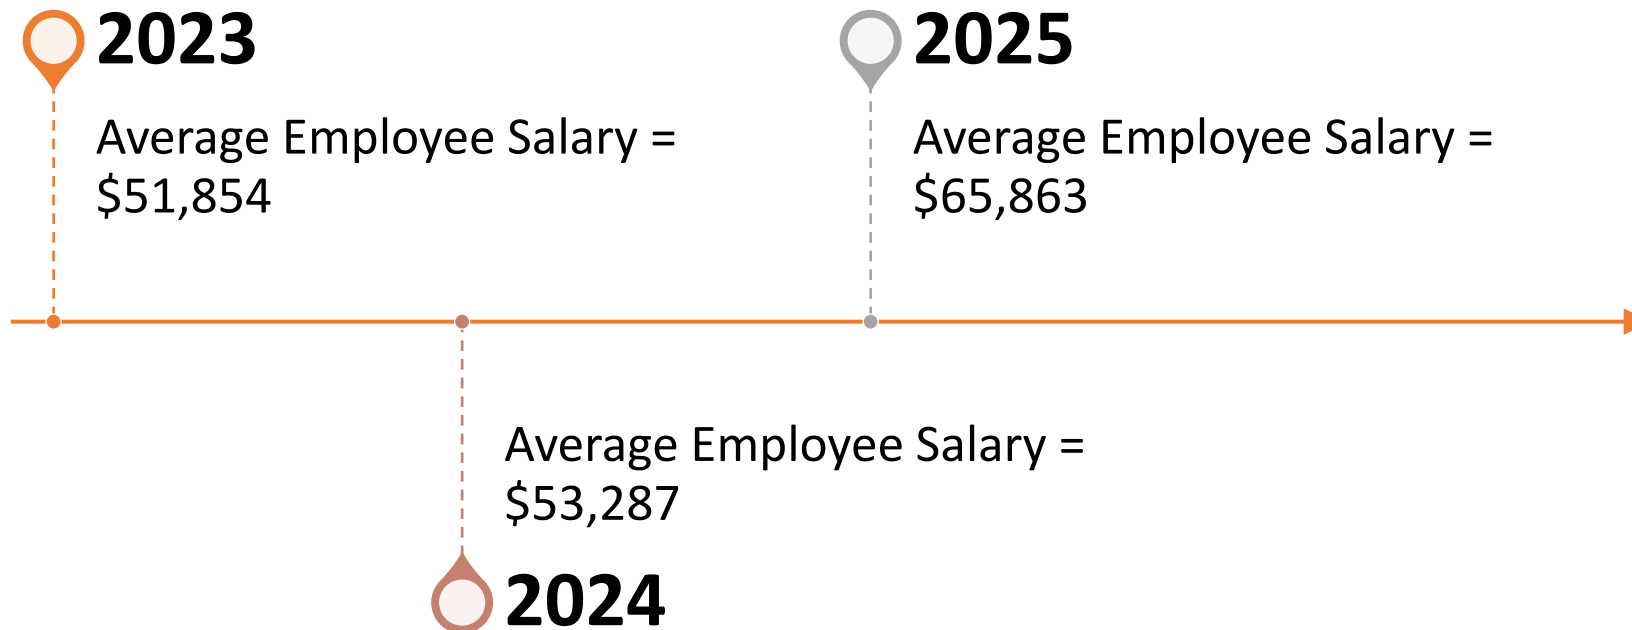 2023
Average Employee Salary =
$51,854
2025
Average Employee Salary =
$65,863
Average Employee Salary =
$53,287
2024